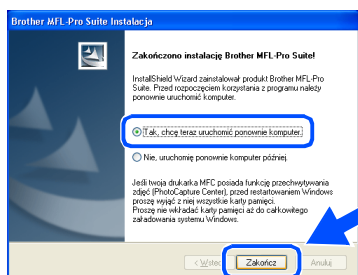 Brother MFL-Pro Suite Instalacja
Zakończono instalację Brother MFL-Pro Suite!
InstallShield Wizard zainstalował produkt Brother MFL-Pro
Suite. Przed rozpoczęciem korzystania z programu należy
ponownie uruchomić komputer.
Tak, chcę teraz uruchomić ponownie komputer.
Nie, uruchomię ponownie komputer później.
Jeśli twoja drukarka MFC posiada funkcję przechwytywania
zdjęć (PhotoCapture Center), przed restartowaniem Windows
proszę wyjąć z niej wszystkie karty pamięci.
Proszę nie wkładać karty pamięci aż do całkowitego
załadowania systemu Windows.
< Wstecz
Zakończ
Anuluj